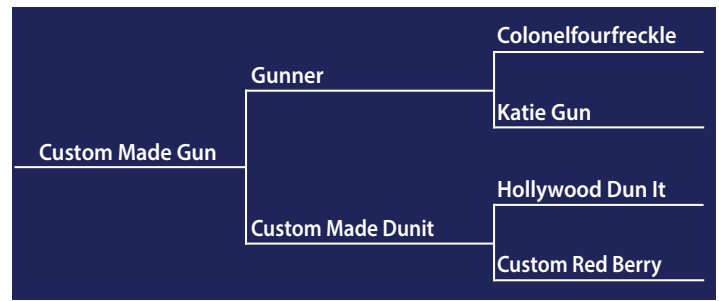 Colonelfourfreckle
Gunner
Katie Gun
Custom Made Gun
Hollywood Dun It
Custom Made Dunit
Custom Red Berry